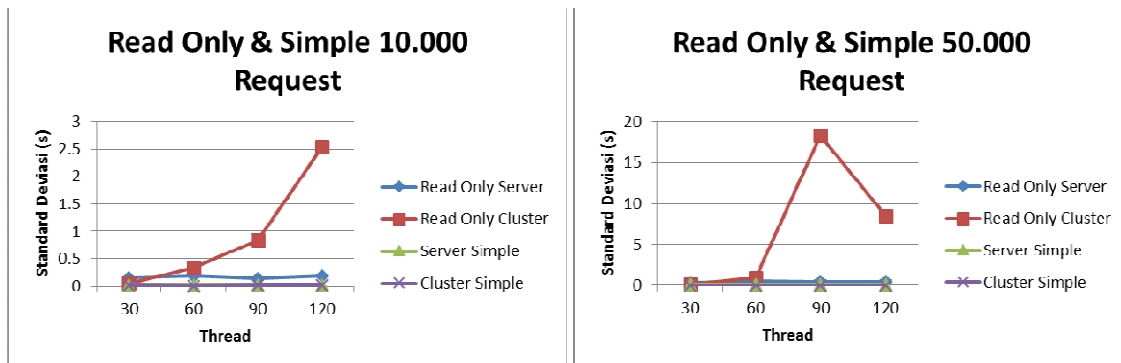 Read Only & Simple 10.000
Request
Standard Deviasi (s)
3
2.5
2
1.5
1
0.5
0
30
60
90
120
Thread
Read Only Server
Read Only Cluster
Server Simple
Cluster Simple
Read Only & Simple 50.000
Request
Standard Deviasi (s)
20
15
10
5
0
30
60
90
120
Thread
Read Only Server
Read Only Cluster
Server Simple
Cluster Simple